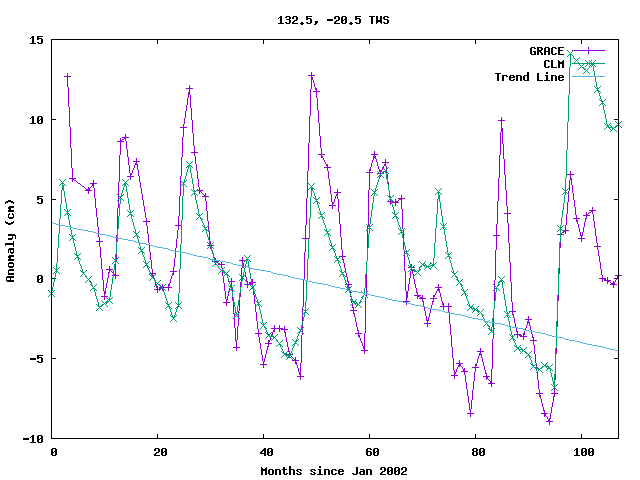 132.5, -20.5 TWS
GRACE
CLM
Trend Line
15
10
5
0
-5
-10
Anomaly (cm)
0 20 40 60 80 100
Months since Jan 2002